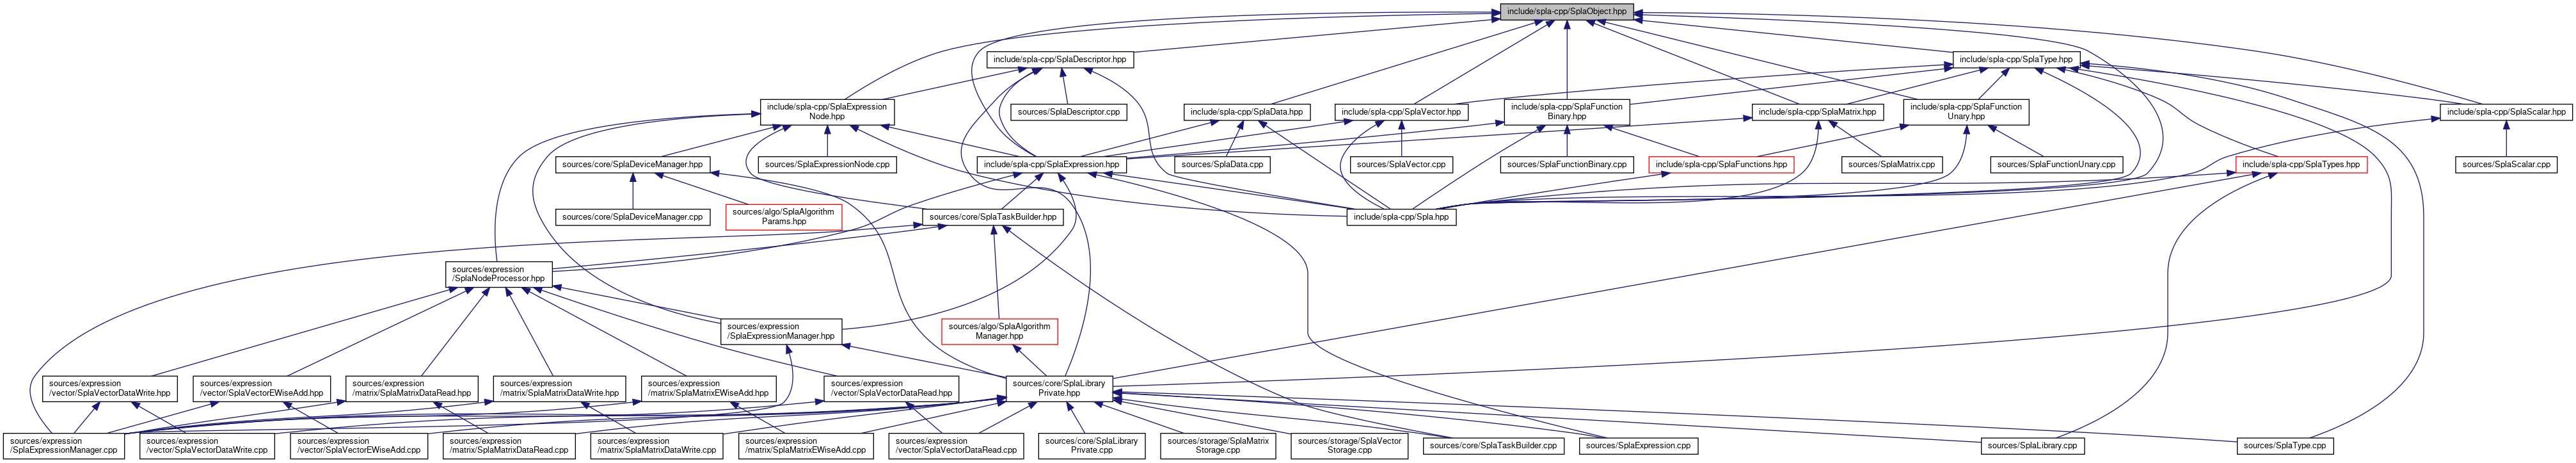 include/spla-cpp/SplaObject.hpp
include/spla-cpp/SplaDescriptor.hpp
include/spla-cpp/SplaType.hpp
include/spla-cpp/SplaExpression
Node.hpp
sources/SplaDescriptor.cpp
include/spla-cpp/SplaData.hpp
include/spla-cpp/SplaVector.hpp
include/spla-cpp/SplaFunction
Binary.hpp
include/spla-cpp/SplaMatrix.hpp
include/spla-cpp/SplaFunction
Unary.hpp
include/spla-cpp/SplaScalar.hpp
sources/core/SplaDeviceManager.hpp
sources/SplaExpressionNode.cpp
include/spla-cpp/SplaExpression.hpp
sources/SplaData.cpp
sources/SplaVector.cpp
sources/SplaFunctionBinary.cpp
include/spla-cpp/SplaFunctions.hpp
sources/SplaMatrix.cpp
sources/SplaFunctionUnary.cpp
include/spla-cpp/SplaTypes.hpp
sources/SplaScalar.cpp
sources/core/SplaDeviceManager.cpp
sources/algo/SplaAlgorithm
Params.hpp
sources/core/SplaTaskBuilder.hpp
include/spla-cpp/Spla.hpp
sources/expression
/SplaNodeProcessor.hpp
sources/expression
/SplaExpressionManager.hpp
sources/algo/SplaAlgorithm
Manager.hpp
sources/expression
/vector/SplaVectorDataWrite.hpp
sources/expression
/vector/SplaVectorEWiseAdd.hpp
sources/expression
/matrix/SplaMatrixDataRead.hpp
sources/expression
/matrix/SplaMatrixDataWrite.hpp
sources/expression
/matrix/SplaMatrixEWiseAdd.hpp
sources/expression
/vector/SplaVectorDataRead.hpp
sources/core/SplaLibrary
Private.hpp
sources/expression
/SplaExpressionManager.cpp
sources/expression
/vector/SplaVectorDataWrite.cpp
sources/expression
/vector/SplaVectorEWiseAdd.cpp
sources/expression
/matrix/SplaMatrixDataRead.cpp
sources/expression
/matrix/SplaMatrixDataWrite.cpp
sources/expression
/matrix/SplaMatrixEWiseAdd.cpp
sources/expression
/vector/SplaVectorDataRead.cpp
sources/core/SplaLibrary
Private.cpp
sources/storage/SplaMatrix
Storage.cpp
sources/storage/SplaVector
Storage.cpp
sources/core/SplaTaskBuilder.cpp
sources/SplaExpression.cpp
sources/SplaLibrary.cpp
sources/SplaType.cpp